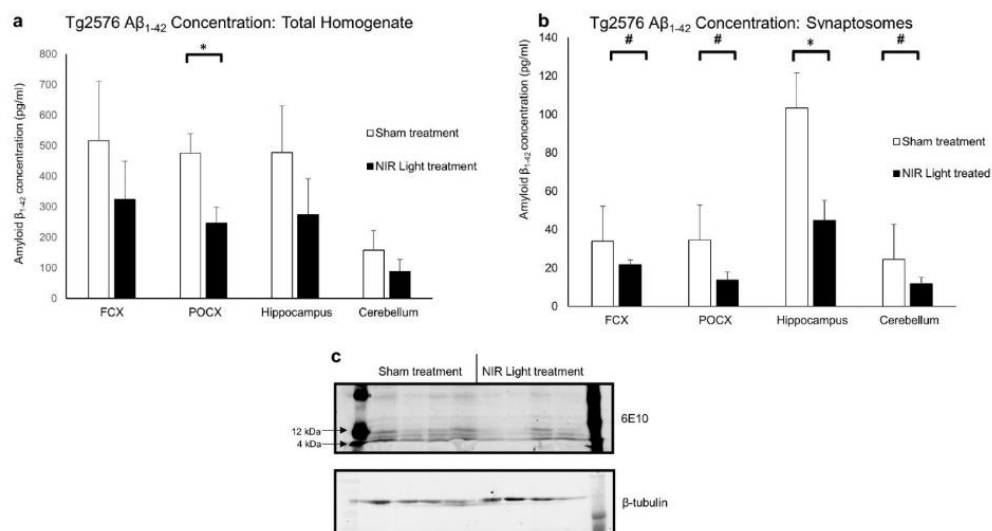 a
Tg2576 Aβ1-42 Concentration: Total Homogenate
Amyloid β1-42 concentration (pg/ml)
800
700
600
500
400
300
200
100
0
*
Sham treatment
NIR Light treatment
FCX POCX Hippocampus Cerebellum
b
Tg2576 Aβ1-42 Concentration: Synaptosomes
Amyloid β1-42 concentration (pg/ml)
140
120
100
80
60
40
20
0
# # * #
Sham treatment
NIR Light treated
FCX POCX Hippocampus Cerebellum
c
Sham treatment NIR Light treatment
12 kDa
4 kDa
6E10
β-tubulin